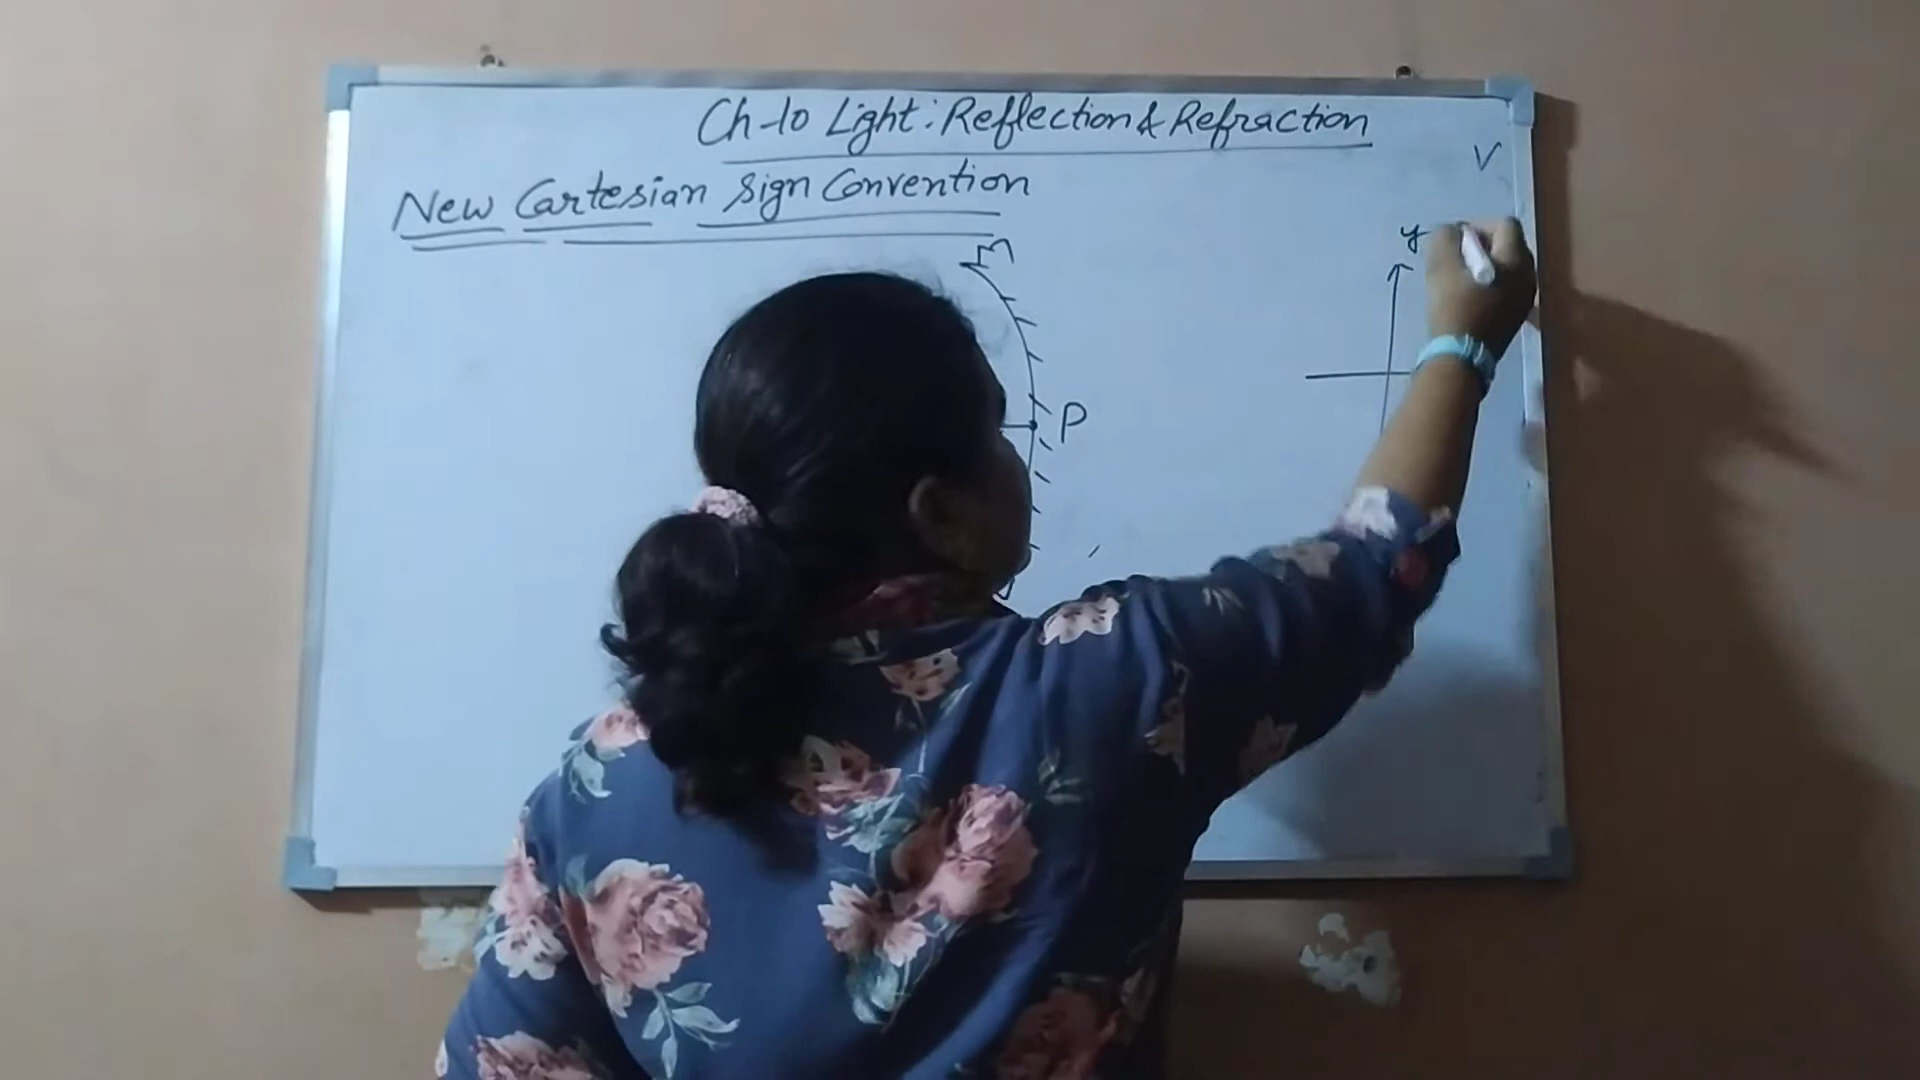 Ch-10 Light: Reflection & Refraction
V
New Cartesian Sign Convention
M
y
P